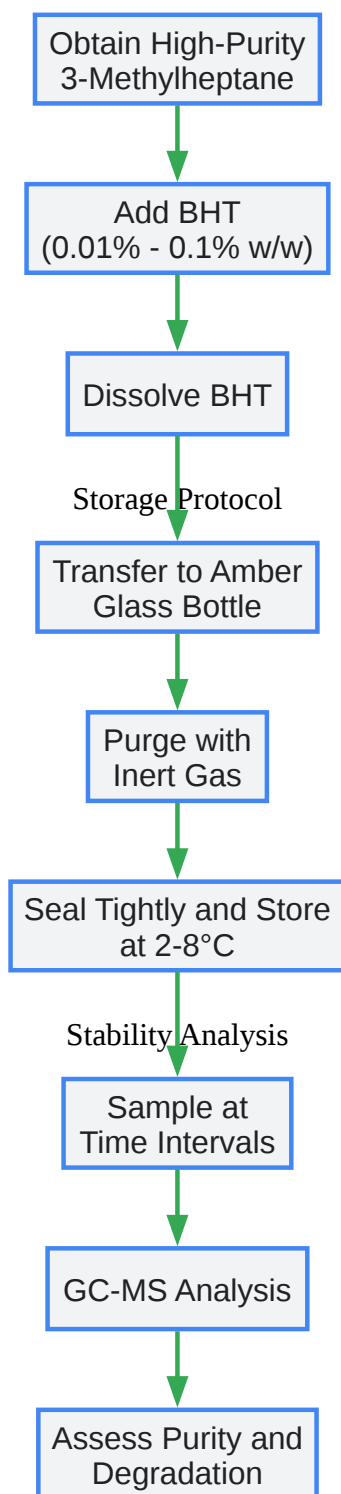 Obtain High-Purity
3-Methylheptane
Add BHT
(0.01% - 0.1% w/w)
Dissolve BHT
Storage Protocol
Transfer to Amber
Glass Bottle
Purge with
Inert Gas
Seal Tightly and Store
at 2-8°C
Stability Analysis
Sample at
Time Intervals
GC-MS Analysis
Assess Purity and
Degradation